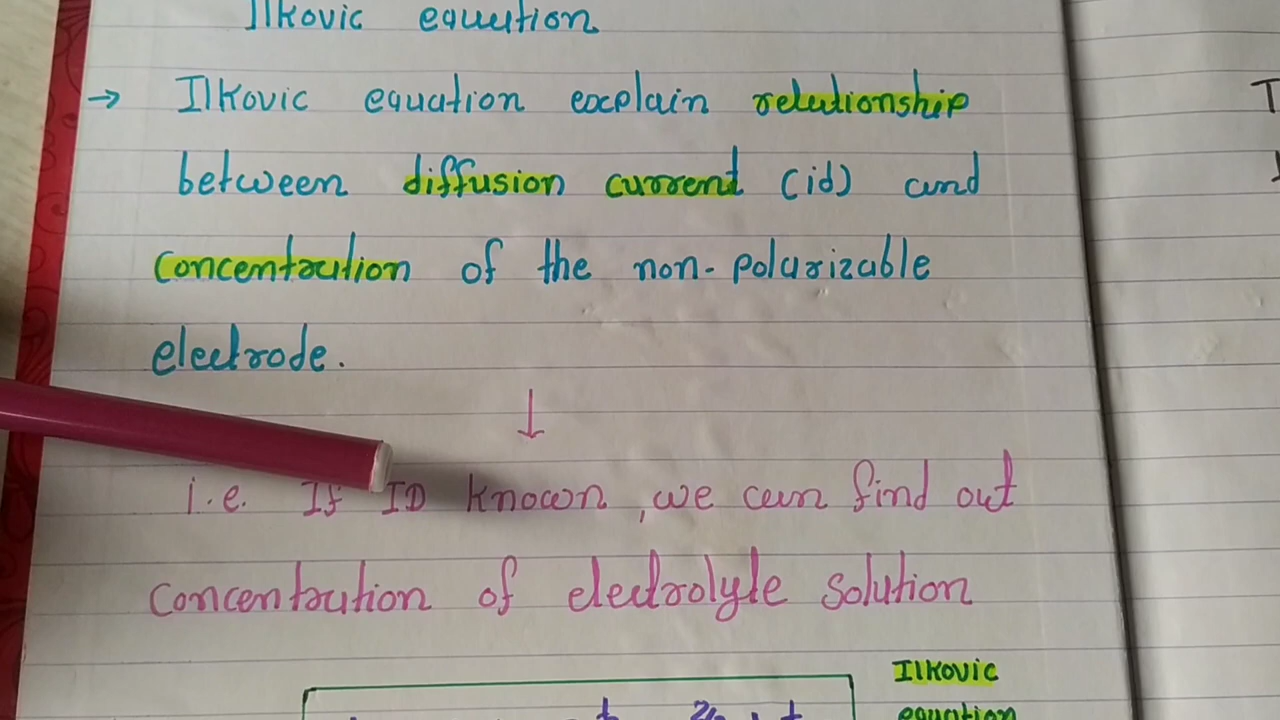 Ilkovic equation
→ Ilkovic equation explain relationship
between diffusion current (id) and
concentration of the non-polarizable
electrode.
↓
i.e. If ID known, we can find out
concentration of electrolyte solution
Ilkovic
equation